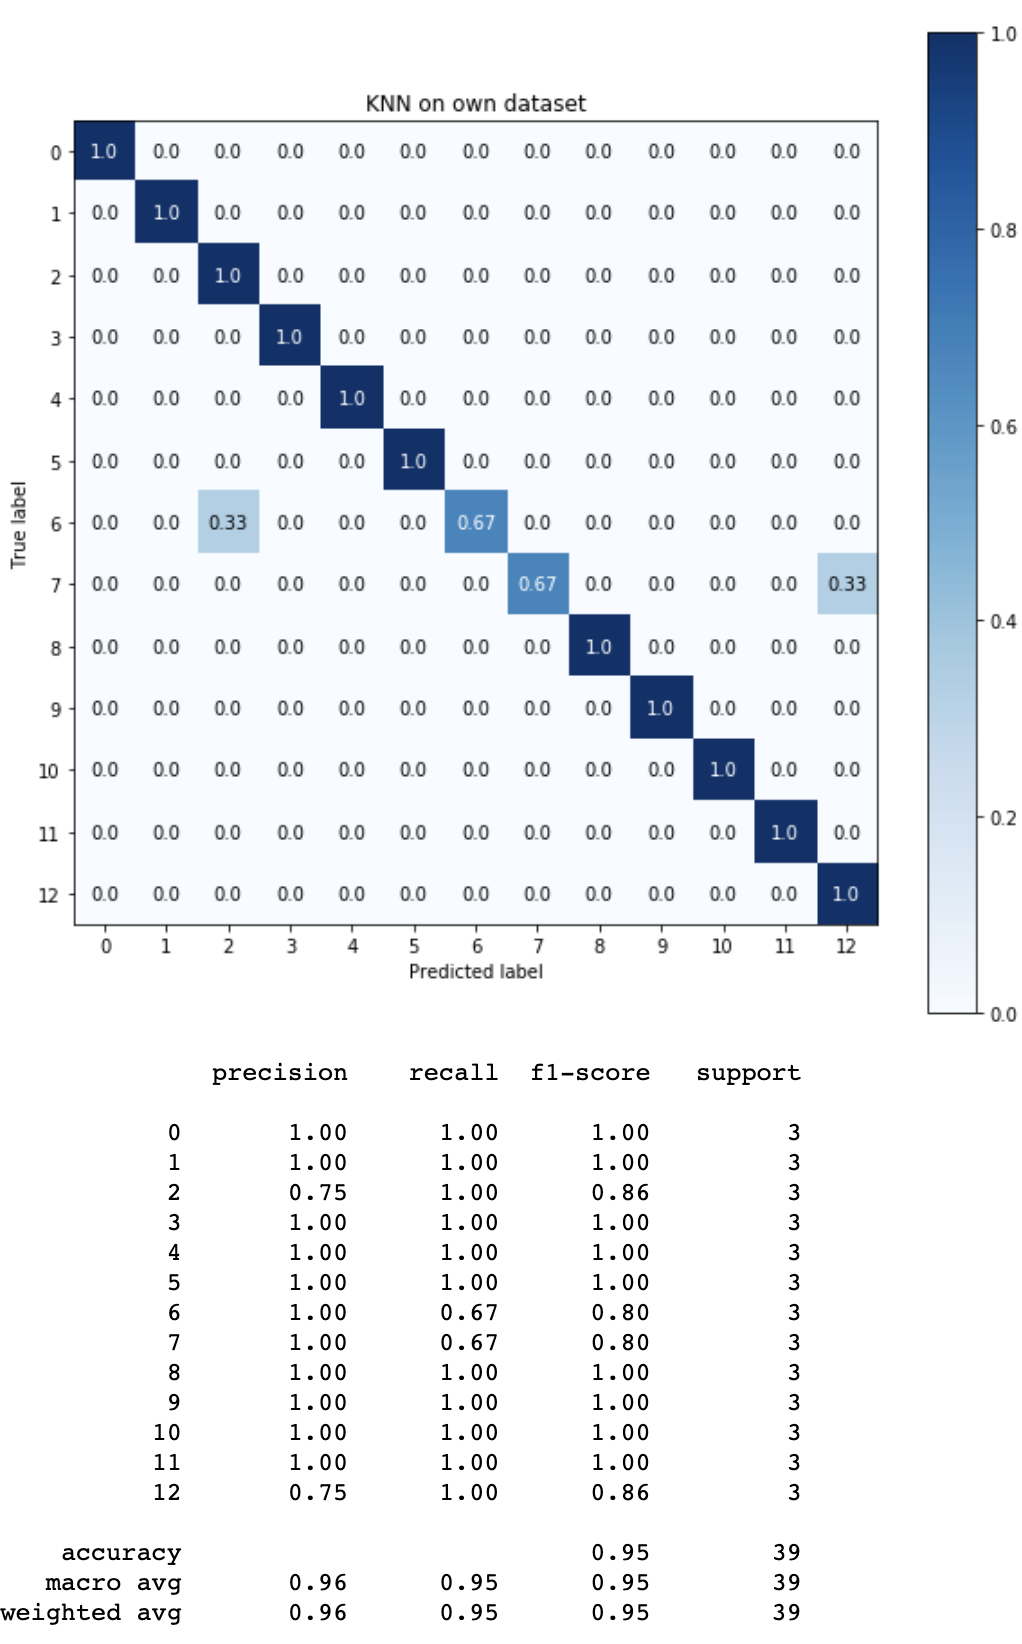 1.0
KNN on own dataset
0 1.0 0.0 0.0 0.0 0.0 0.0 0.0 0.0 0.0 0.0 0.0 0.0 0.0
1 0.0 1.0 0.0 0.0 0.0 0.0 0.0 0.0 0.0 0.0 0.0 0.0 0.0
0.8
2 0.0 0.0 1.0 0.0 0.0 0.0 0.0 0.0 0.0 0.0 0.0 0.0 0.0
3 0.0 0.0 0.0 1.0 0.0 0.0 0.0 0.0 0.0 0.0 0.0 0.0 0.0
4 0.0 0.0 0.0 0.0 1.0 0.0 0.0 0.0 0.0 0.0 0.0 0.0 0.0
0.6
5 0.0 0.0 0.0 0.0 0.0 1.0 0.0 0.0 0.0 0.0 0.0 0.0 0.0
True label
6 0.0 0.0 0.33 0.0 0.0 0.0 0.67 0.0 0.0 0.0 0.0 0.0 0.0
7 0.0 0.0 0.0 0.0 0.0 0.0 0.0 0.67 0.0 0.0 0.0 0.0 0.33
0.4
8 0.0 0.0 0.0 0.0 0.0 0.0 0.0 0.0 1.0 0.0 0.0 0.0 0.0
9 0.0 0.0 0.0 0.0 0.0 0.0 0.0 0.0 0.0 1.0 0.0 0.0 0.0
10 0.0 0.0 0.0 0.0 0.0 0.0 0.0 0.0 0.0 0.0 1.0 0.0 0.0
0.2
11 0.0 0.0 0.0 0.0 0.0 0.0 0.0 0.0 0.0 0.0 0.0 1.0 0.0
12 0.0 0.0 0.0 0.0 0.0 0.0 0.0 0.0 0.0 0.0 0.0 0.0 1.0
0 1 2 3 4 5 6 7 8 9 10 11 12
Predicted label
0.0
precision recall f1-score support
0 1.00 1.00 1.00 3
1 1.00 1.00 1.00 3
2 0.75 1.00 0.86 3
3 1.00 1.00 1.00 3
4 1.00 1.00 1.00 3
5 1.00 1.00 1.00 3
6 1.00 0.67 0.80 3
7 1.00 0.67 0.80 3
8 1.00 1.00 1.00 3
9 1.00 1.00 1.00 3
10 1.00 1.00 1.00 3
11 1.00 1.00 1.00 3
12 0.75 1.00 0.86 3
accuracy 0.95 39
macro avg 0.96 0.95 0.95 39
weighted avg 0.96 0.95 0.95 39